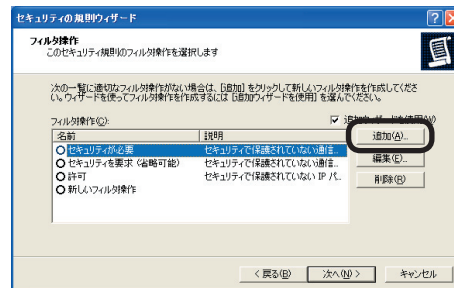 セキュリティの規則ウィザード
フィルタ操作
このセキュリティ規則のフィルタ操作を選択します
次の一覧に適切なフィルタ操作がない場合は、[追加] をクリックして新しいフィルタ操作を作成してくださ
い。ウィザードを使ってフィルタ操作を作成するには [追加ウィザードを使用] を選んでください。
フィルタ操作(C):
追加ウィザードを使用(W)
名前 説明
セキュリティが必要 セキュリティで保護されていない通信...
セキュリティを要求 (省略可能) セキュリティで保護されていない通信...
許可 セキュリティで保護されていない IP パ...
新しいフィルタ操作
追加(A)...
編集(E)...
削除(R)
< 戻る(B)
次へ(N) >
キャンセル